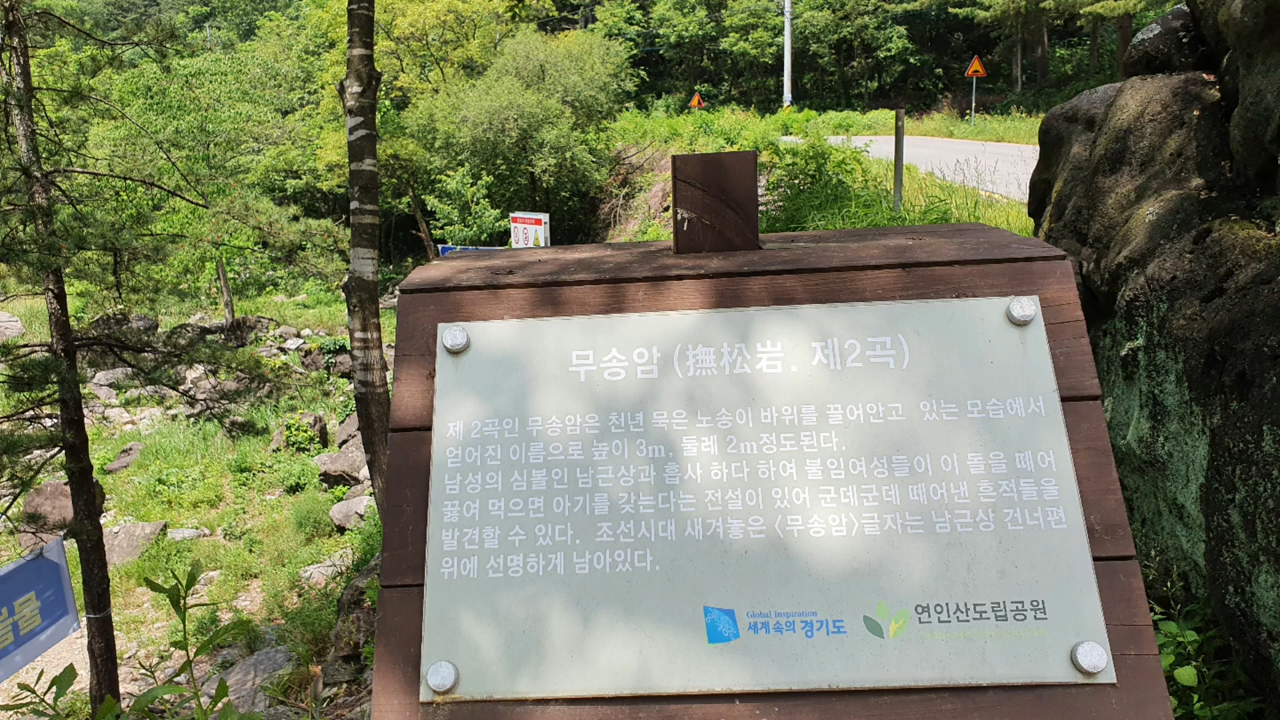 무송암 (撫松岩. 제2곡)
제 2곡인 무송암은 천년 묵은 노송이 바위를 끌어안고 있는 모습에서
얻어진 이름으로 높이 3m, 둘레 2m정도된다.
남성의 심볼인 남근상과 흡사 하다 하여 불임여성들이 이 돌을 떼어
끓여 먹으면 아기를 갖는다는 전설이 있어 군데군데 떼어낸 흔적들을
발견할 수 있다. 조선시대 새겨놓은 〈무송암〉글자는 남근상 건너편
위에 선명하게 남아있다.
Global Inspiration
세계 속의 경기도
연인산도립공원
물